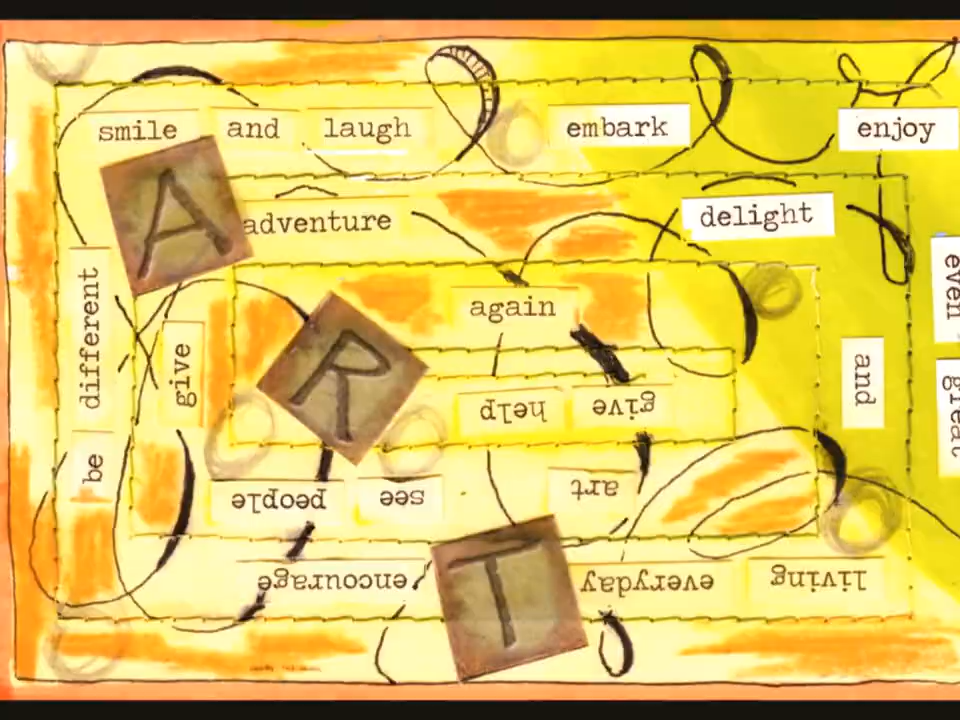 smile and laugh embark enjoy
even
great
living everyday encourage
be different
adventure delight
and
art see people
give
again
give help
A
R
T